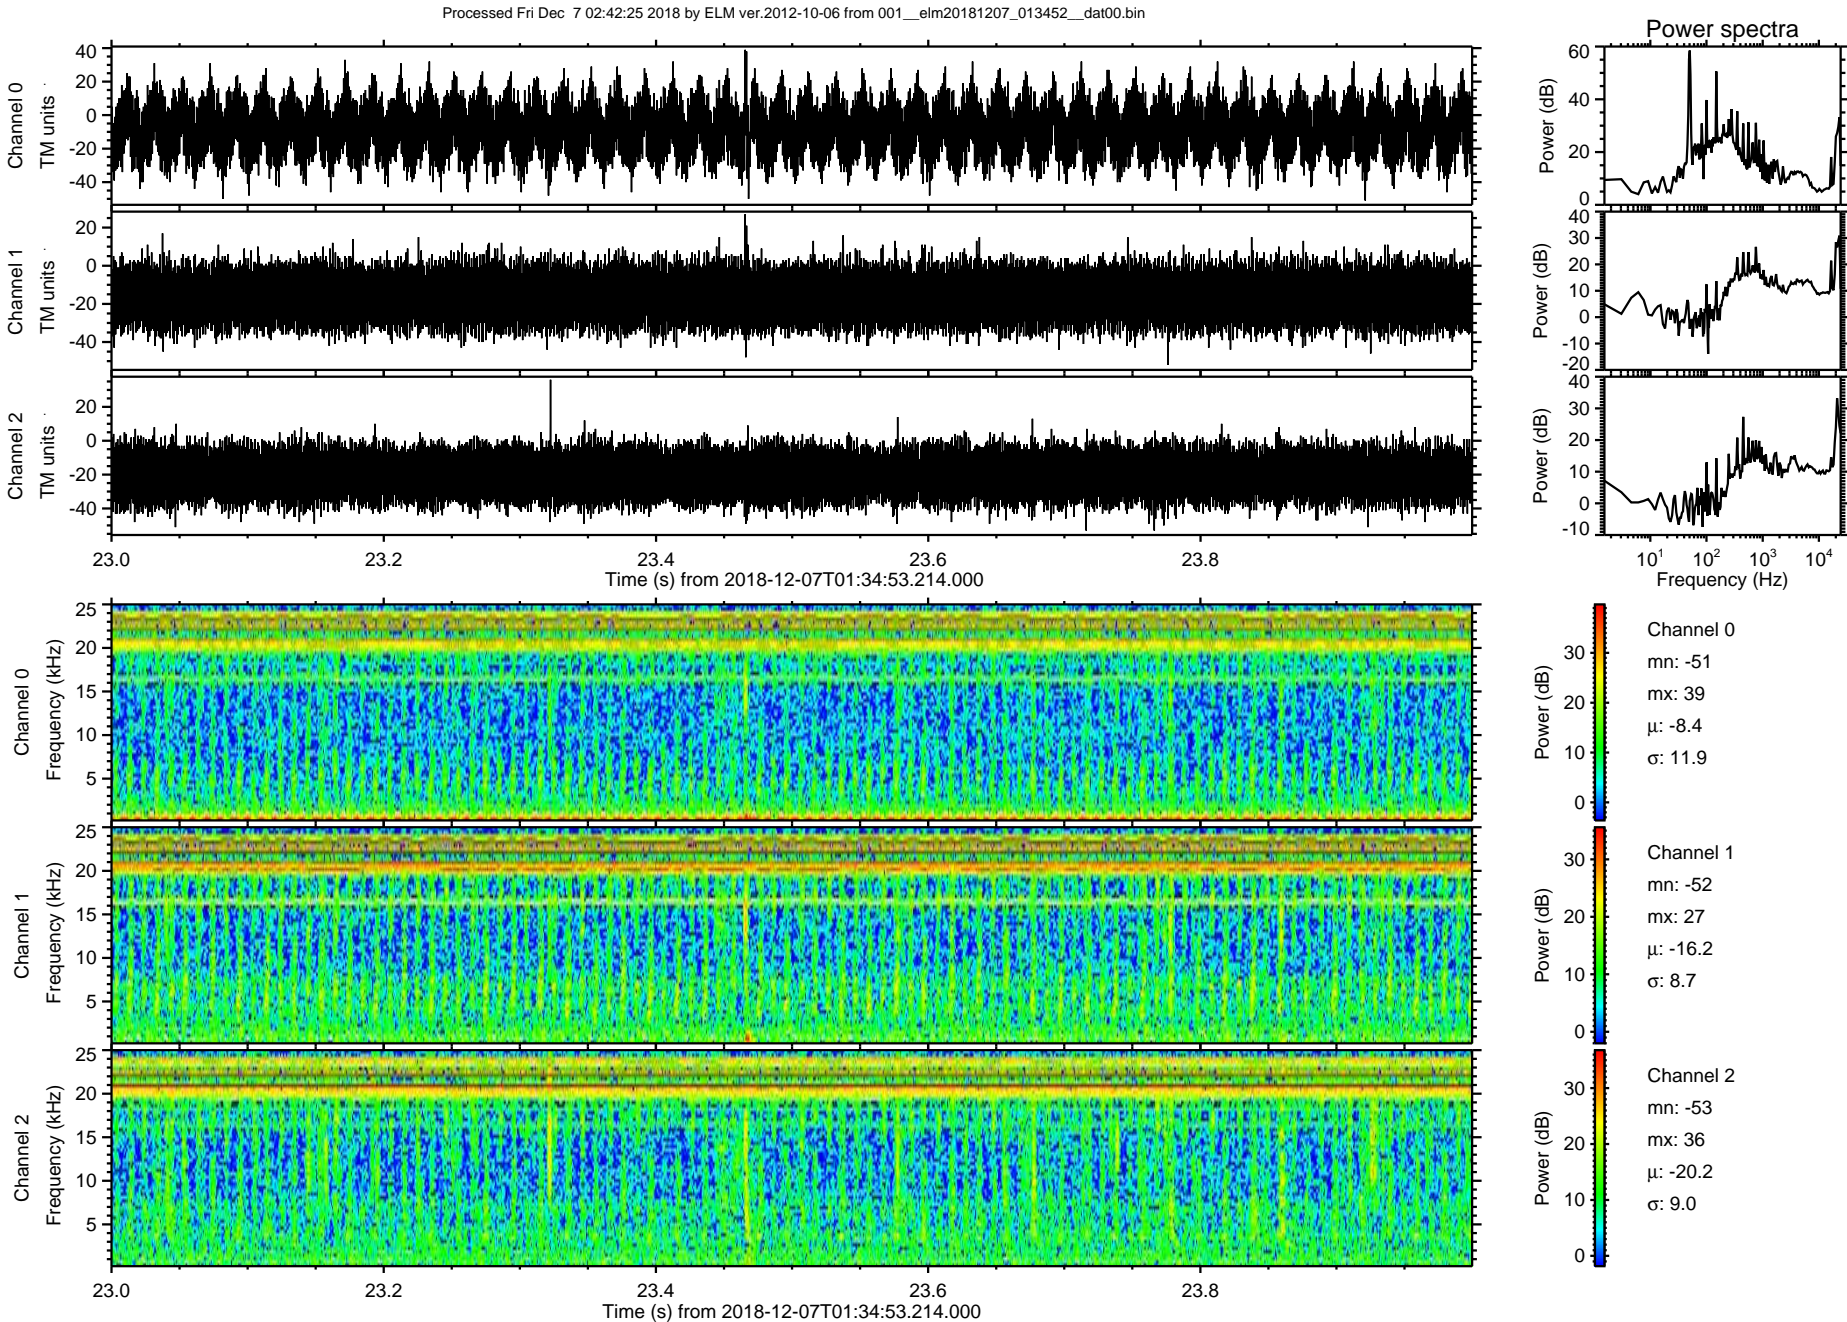 Processed Fri Dec  7 02:42:25 2018 by ELM ver.2012-10-06 from 001__elm20181207_013452__dat00.bin
Power spectra
Channel 0
TM units
40
20
0
-20
-40
Power (dB)
60
40
20
0
Channel 1
TM units
20
0
-20
-40
Power (dB)
40
30
20
10
0
-10
-20
Channel 2
TM units
20
0
-20
-40
Power (dB)
40
30
20
10
0
-10
23.0 23.2 23.4 23.6 23.8
Time (s) from 2018-12-07T01:34:53.214.000
10^1 10^2 10^3 10^4
Frequency (Hz)
Channel 0
Frequency (kHz)
25
20
15
10
5
Power (dB)
30
20
10
0
Channel 0
mn: -51
mx: 39
μ: -8.4
σ: 11.9
Channel 1
Frequency (kHz)
25
20
15
10
5
Power (dB)
30
20
10
0
Channel 1
mn: -52
mx: 27
μ: -16.2
σ: 8.7
Channel 2
Frequency (kHz)
25
20
15
10
5
Power (dB)
30
20
10
0
Channel 2
mn: -53
mx: 36
μ: -20.2
σ: 9.0
23.0 23.2 23.4 23.6 23.8
Time (s) from 2018-12-07T01:34:53.214.000